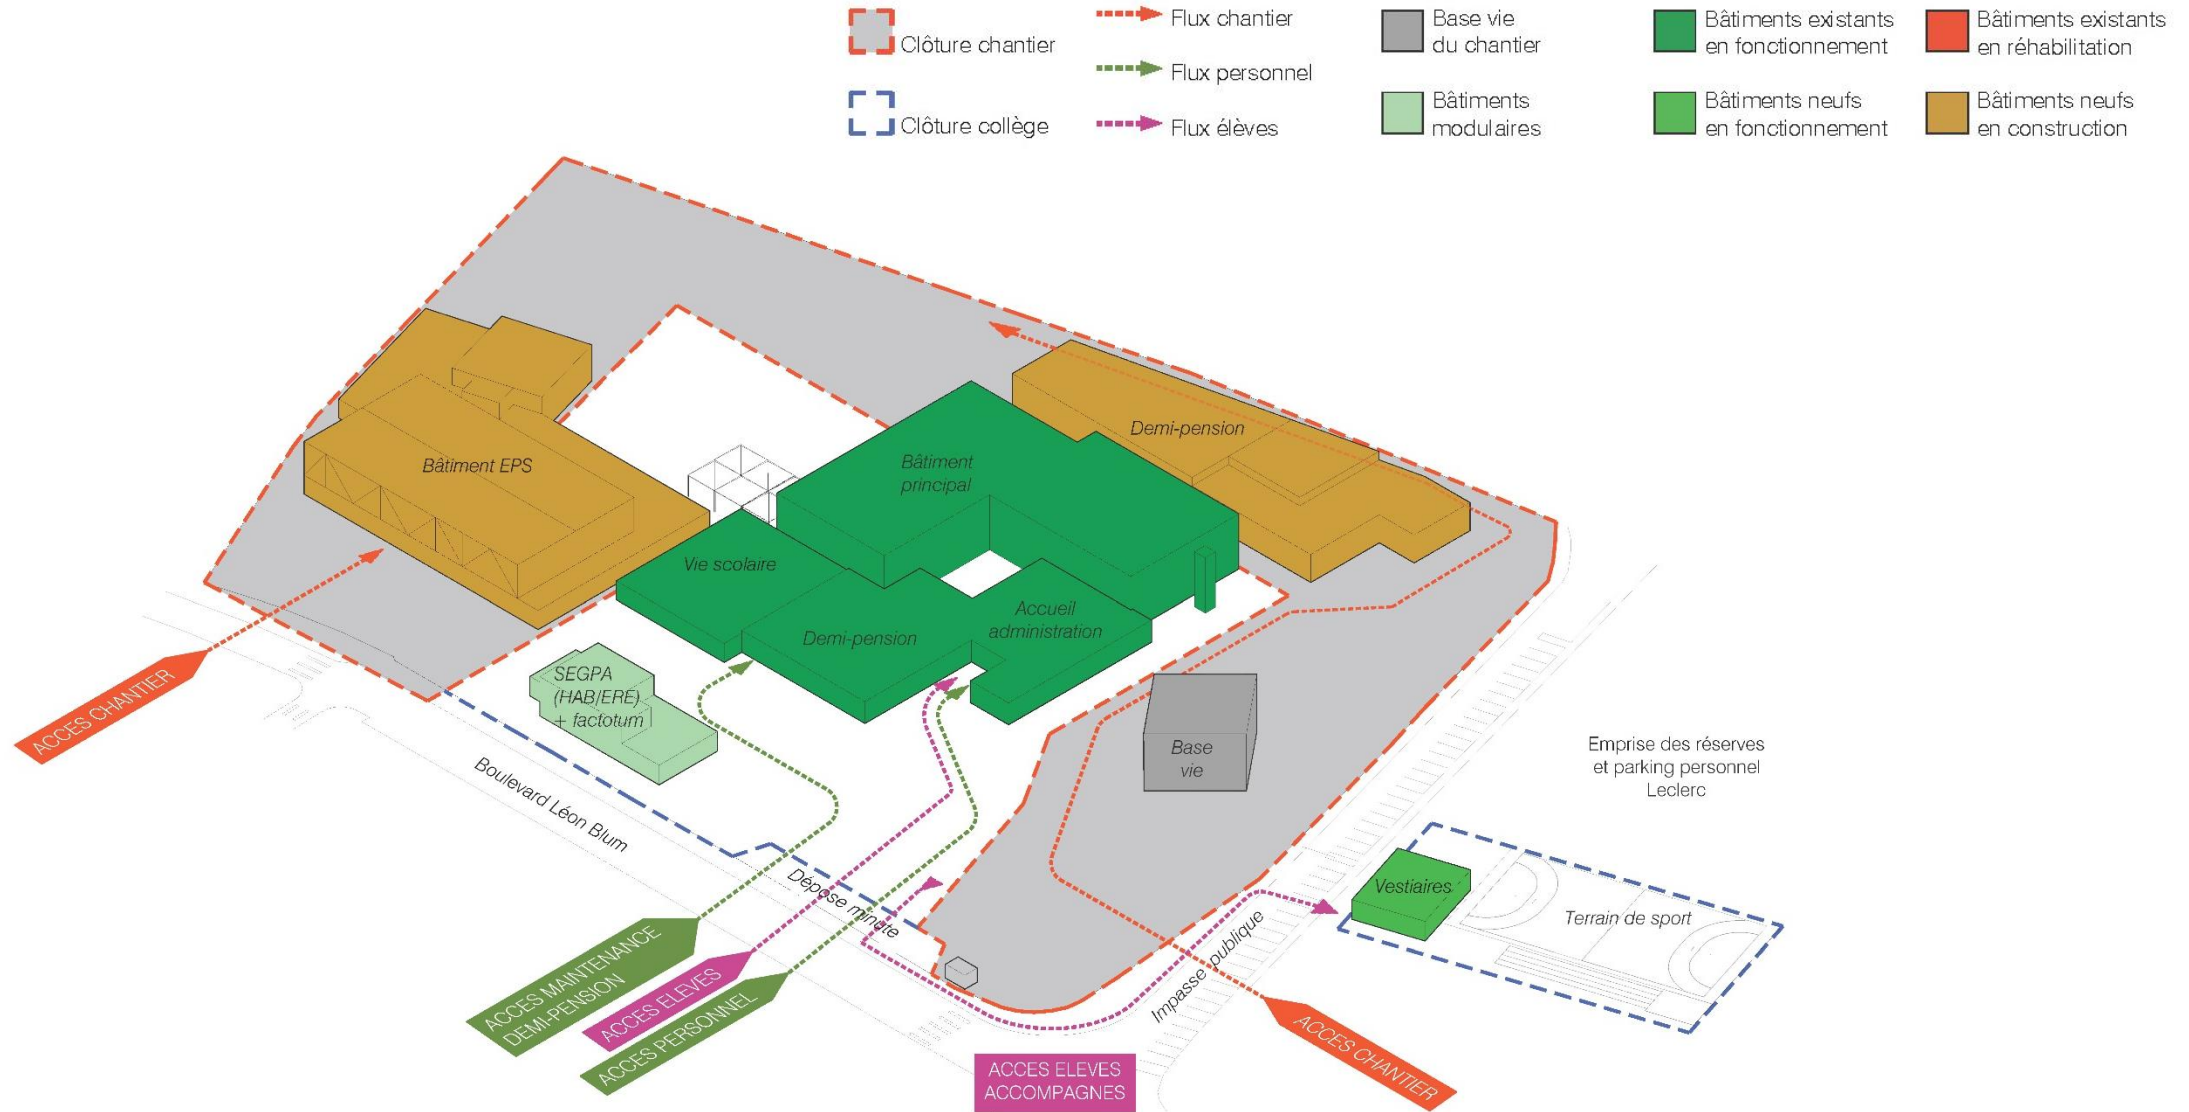 Clôture chantier
Clôture collège
Flux chantier
Flux personnel
Flux élèves
Base vie
du chantier
Bâtiments
modulaires
Bâtiments existants
en fonctionnement
Bâtiments neufs
en fonctionnement
Bâtiments existants
en réhabilitation
Bâtiments neufs
en construction
Demi-pension
Bâtiment EPS
Bâtiment
principal
Vie scolaire
Accueil
administration
Demi-pension
SEGPA
(HAB/ERE)
+ factotum
ACCES CHANTIER
Base
vie
Emprise des réserves
et parking personnel
Leclerc
Boulevard Léon Blum
Dépose minute
Vestiaires
Terrain de sport
Impasse publique
ACCES MAINTENANCE
DEMI-PENSION
ACCES ELEVES
ACCES PERSONNEL
ACCES CHANTIER
ACCES ELEVES
ACCOMPAGNES